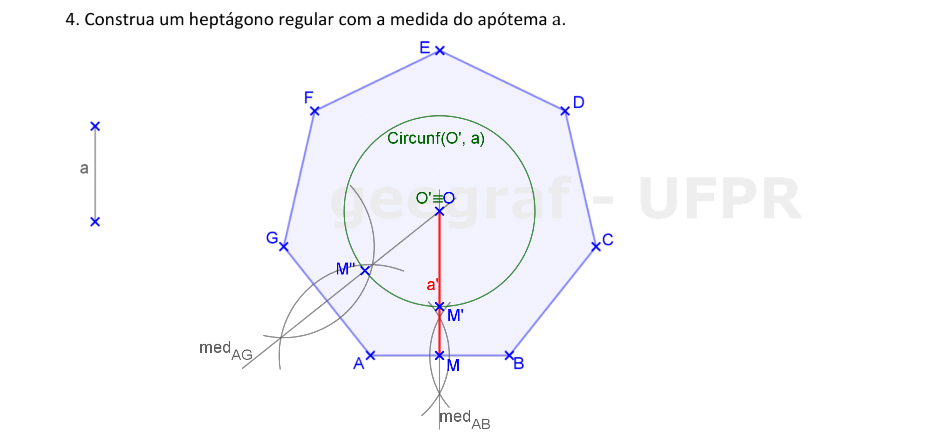 4. Construa um heptágono regular com a medida do apótema a.
E
F
D
Circunf(O', a)
a
geograf - UFPR
O'≡O
G
C
M''
a'
M'
med AG
A
M
B
med AB